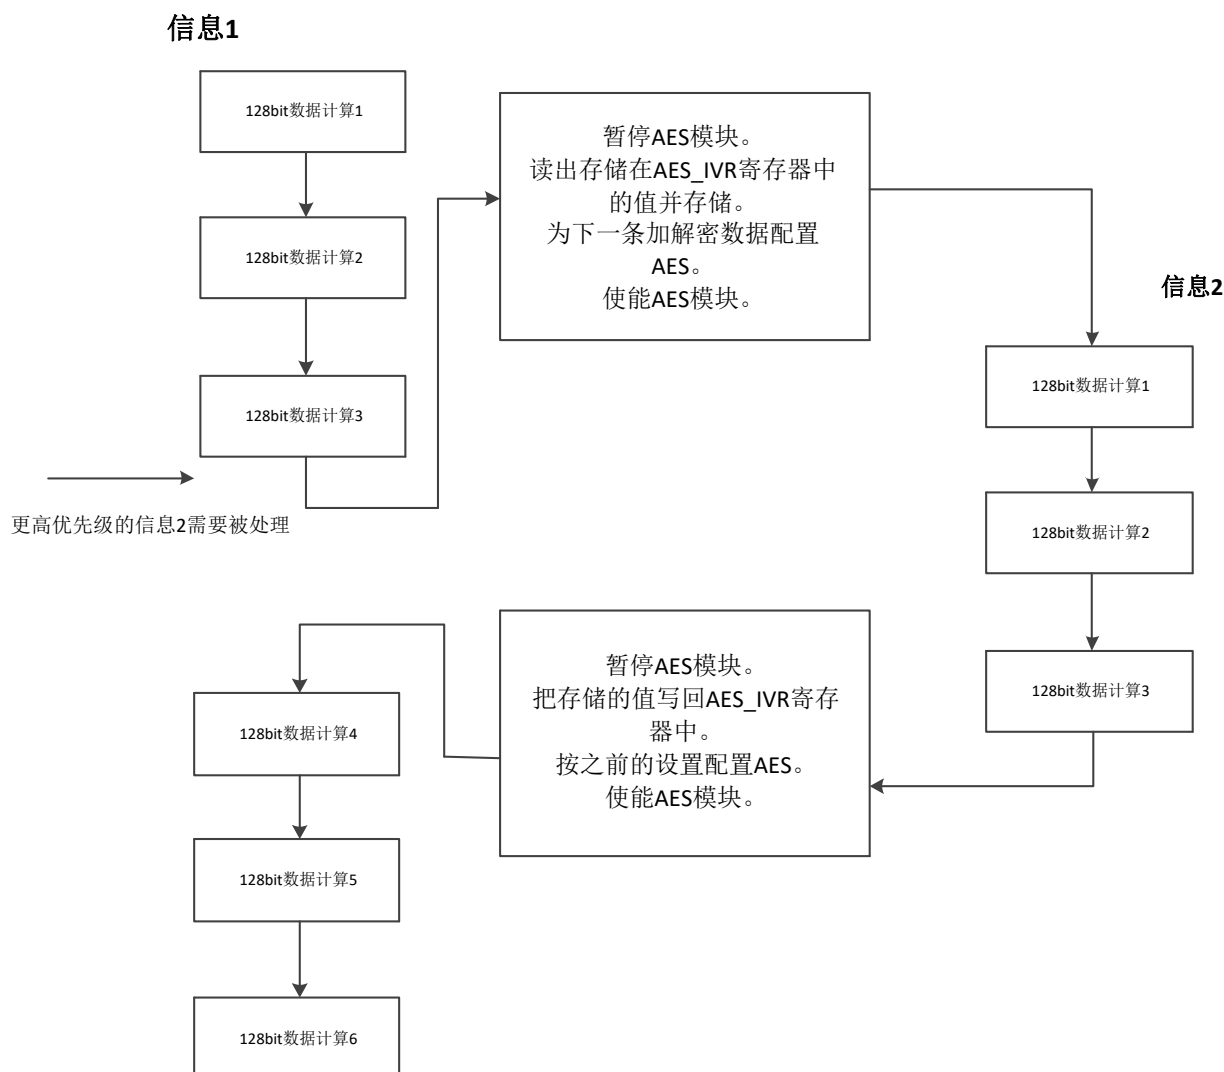 信息1
128bit数据计算1
128bit数据计算2
128bit数据计算3
更高优先级的信息2需要被处理
暂停AES模块。
读出存储在AES_IVR寄存器中
的值并存储。
为下一条加解密数据配置
AES。
使能AES模块。
信息2
128bit数据计算1
128bit数据计算2
128bit数据计算3
暂停AES模块。
把存储的值写回AES_IVR寄存
器中。
按之前的设置配置AES。
使能AES模块。
128bit数据计算4
128bit数据计算5
128bit数据计算6